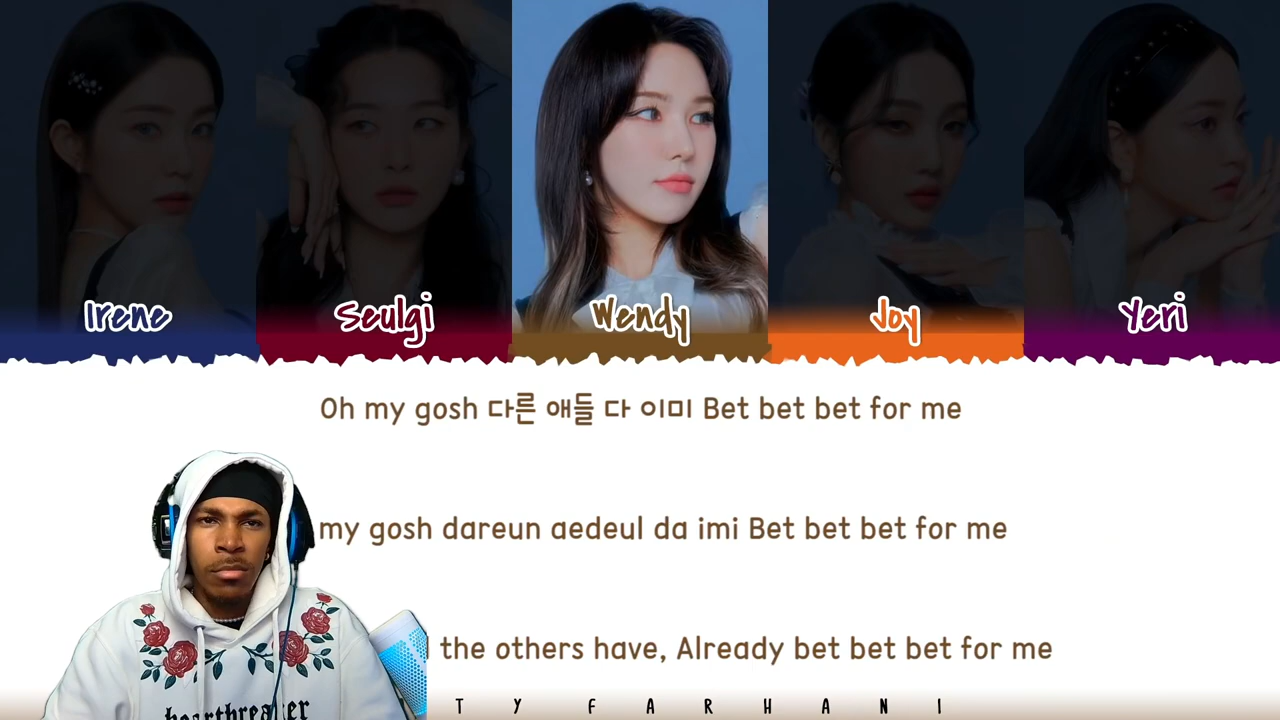 Irene
Seulgi
Wendy
Joy
Yeri
Oh my gosh 다른 애들 다 이미 Bet bet bet for me
my gosh dareun aedeul da imi Bet bet bet for me
the others have, Already bet bet bet for me
heartbreaker
T Y F A R H A N I